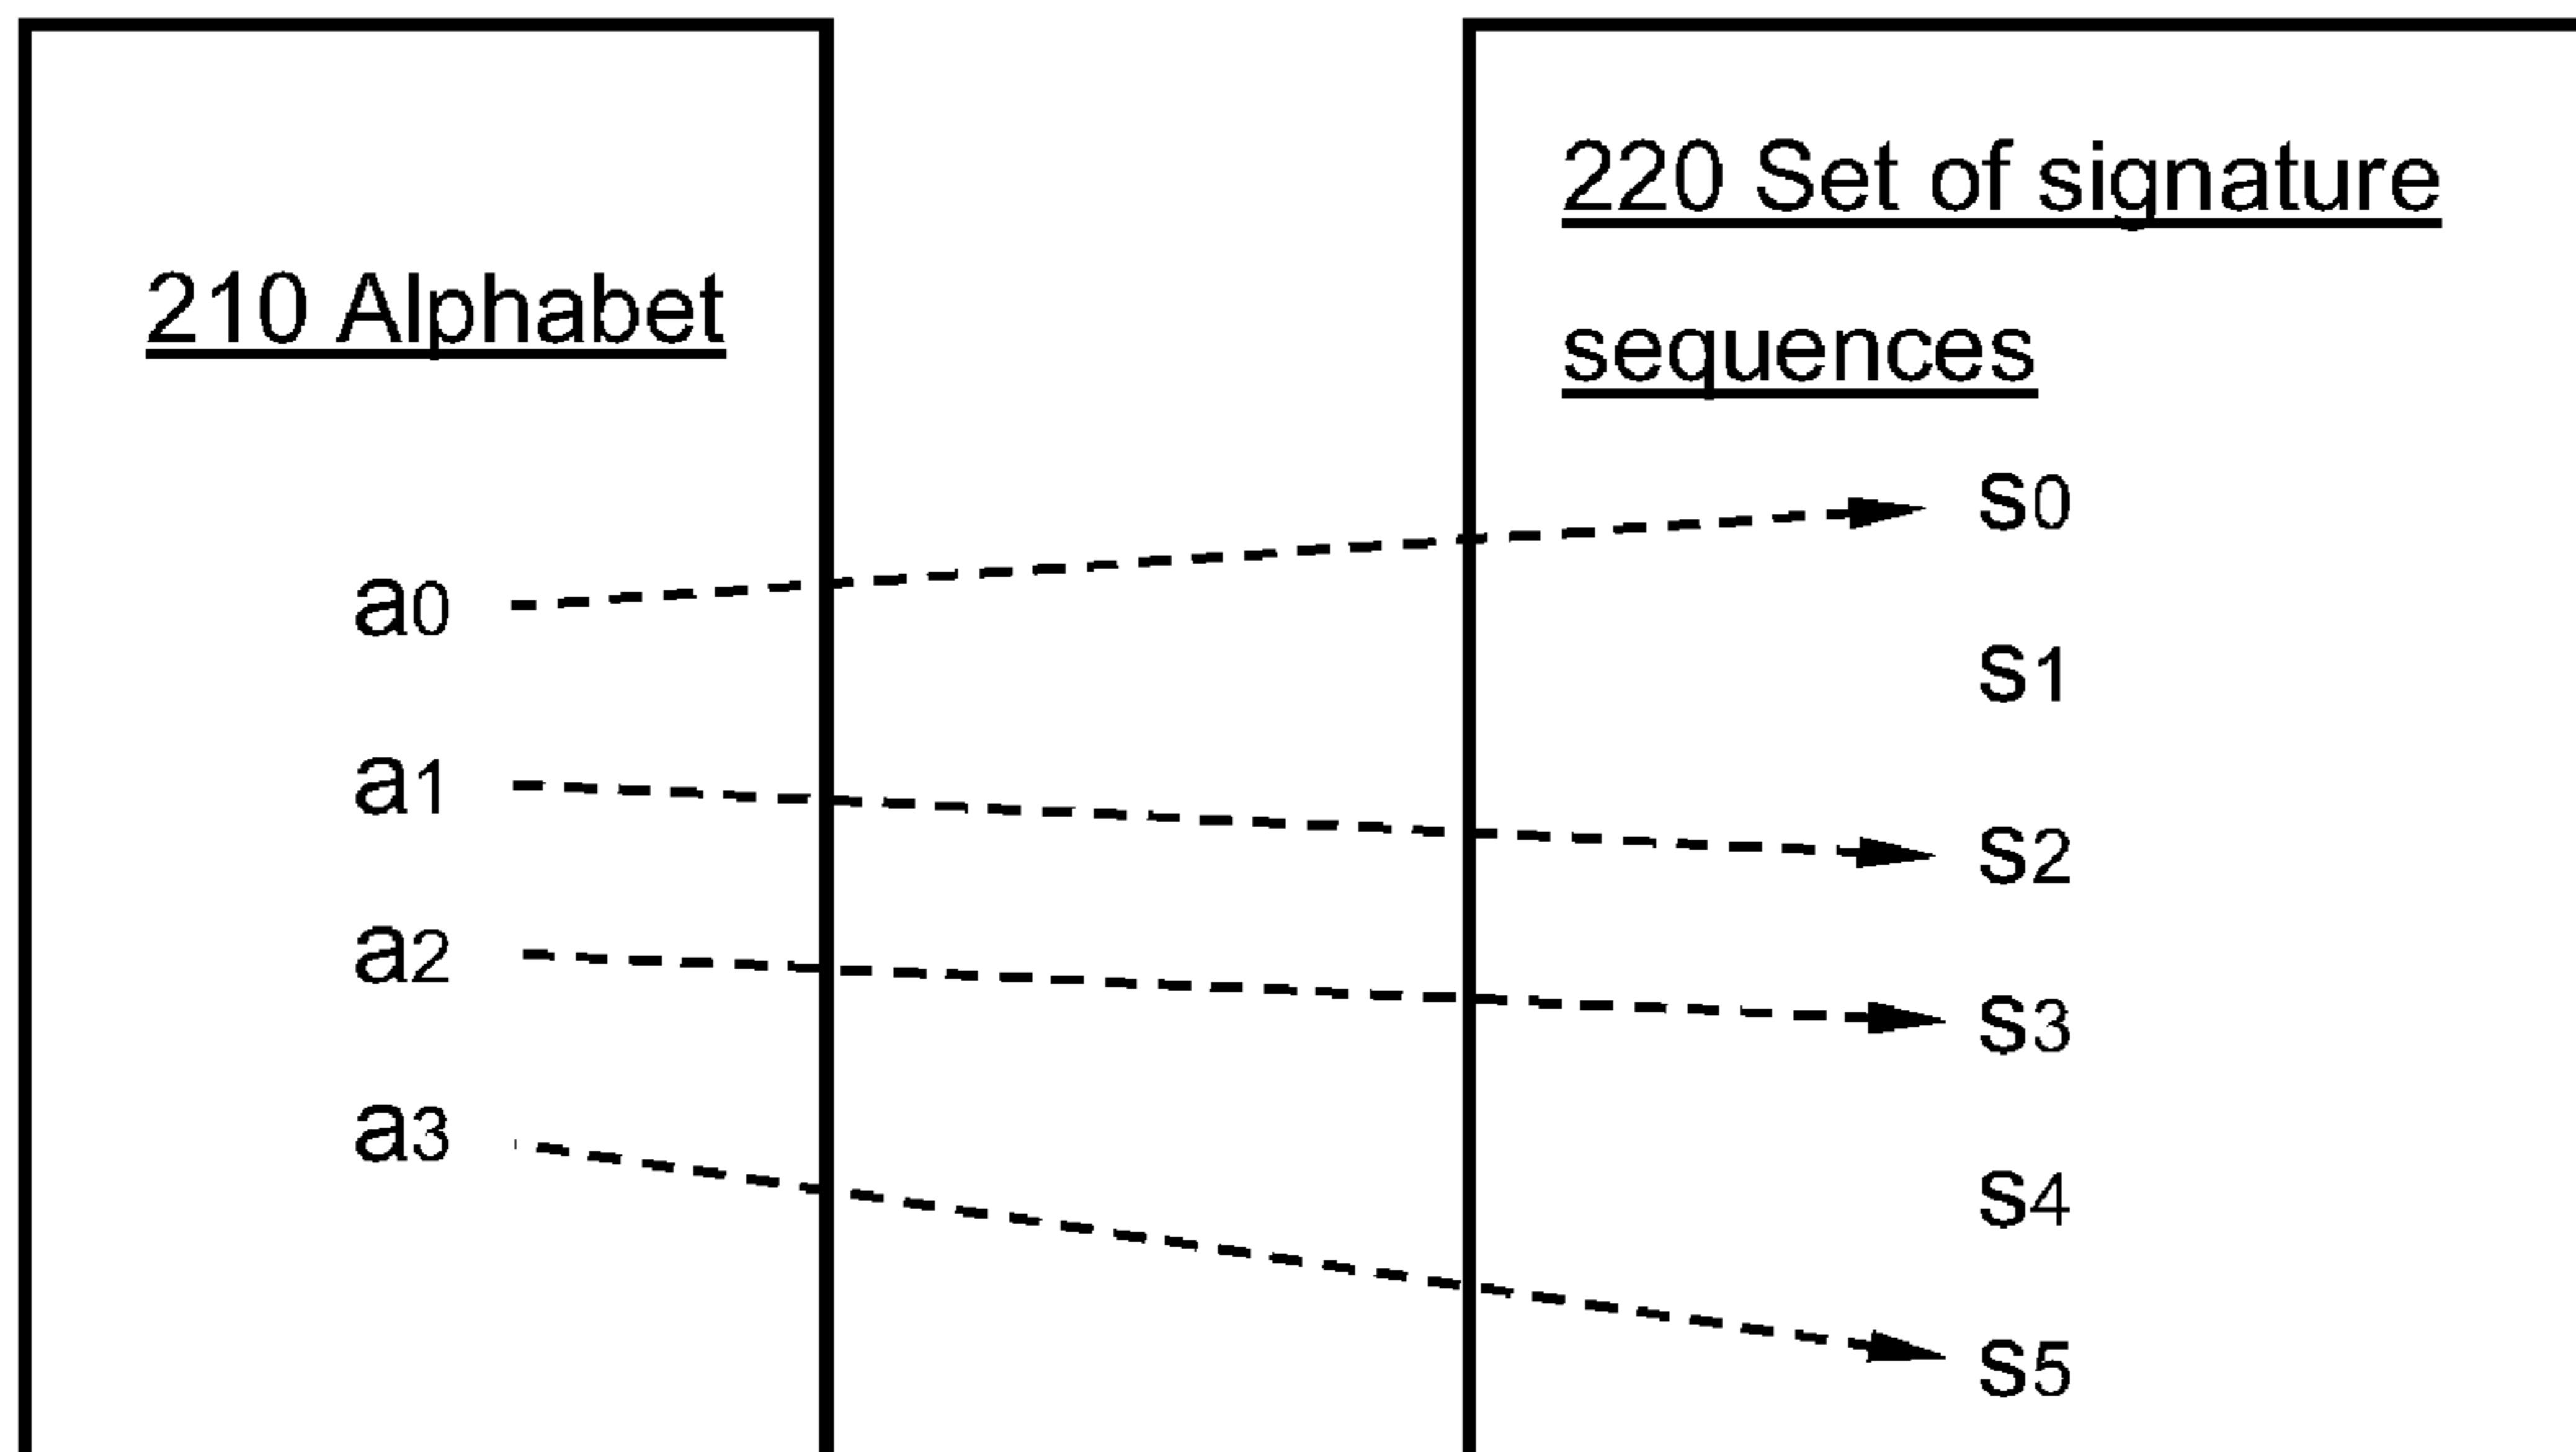 210 Alphabet
a0
a1
a2
a3
220 Set of signature
sequences
s0
s1
s2
s3
s4
s5